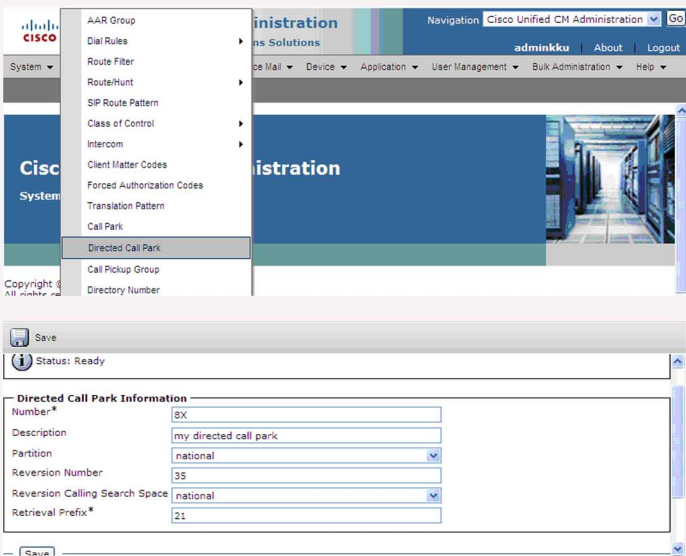 AAR Group
inistration
Navigation Cisco Unified CM Administration Go
CISCO
Dial Rules
ns Solutions
adminkku | About | Logout
Route Filter
System
ce Mail Device Application User Management Bulk Administration Help
Route/Hunt
SIP Route Pattern
Class of Control
Intercom
Client Matter Codes
Cisc istration
Forced Authorization Codes
System
Translation Pattern
Call Park
Directed Call Park
Call Pickup Group
Copyright
Directory Number
All rights re
Save
i Status: Ready
Directed Call Park Information
Number* 8X
Description my directed call park
Partition national
Reversion Number 35
Reversion Calling Search Space national
Retrieval Prefix* 21
Save